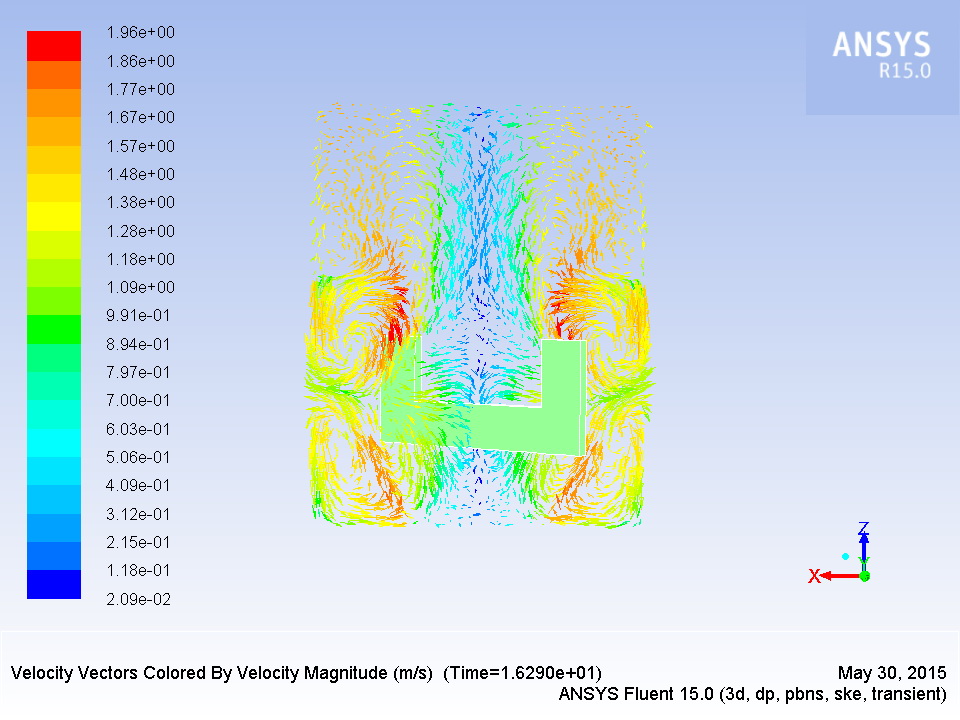 1.96e+00
1.86e+00
1.77e+00
1.67e+00
1.57e+00
1.48e+00
1.38e+00
1.28e+00
1.18e+00
1.09e+00
9.91e-01
8.94e-01
7.97e-01
7.00e-01
6.03e-01
5.06e-01
4.09e-01
3.12e-01
2.15e-01
1.18e-01
2.09e-02
ANSYS
R15.0
Z
Y
X
Velocity Vectors Colored By Velocity Magnitude (m/s)  (Time=1.6290e+01)
May 30, 2015
ANSYS Fluent 15.0 (3d, dp, pbns, ske, transient)